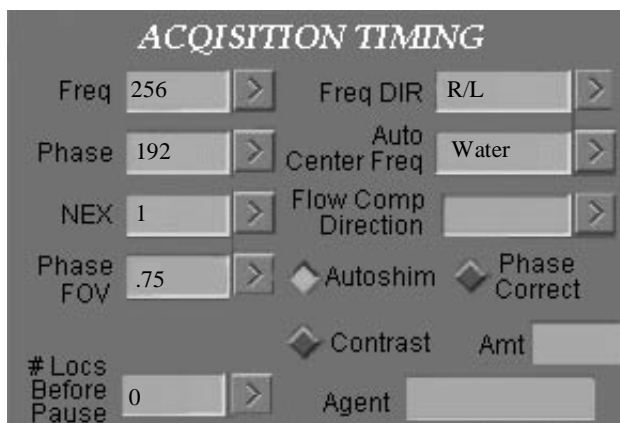 ACQISITION TIMING
Freq 256 > Freq DIR R/L >
Phase 192 > Auto Center Freq Water >
NEX 1 > Flow Comp Direction >
Phase FOV .75 > Autoshim Phase Correct
Contrast Amt
# Locs Before Pause 0 > Agent